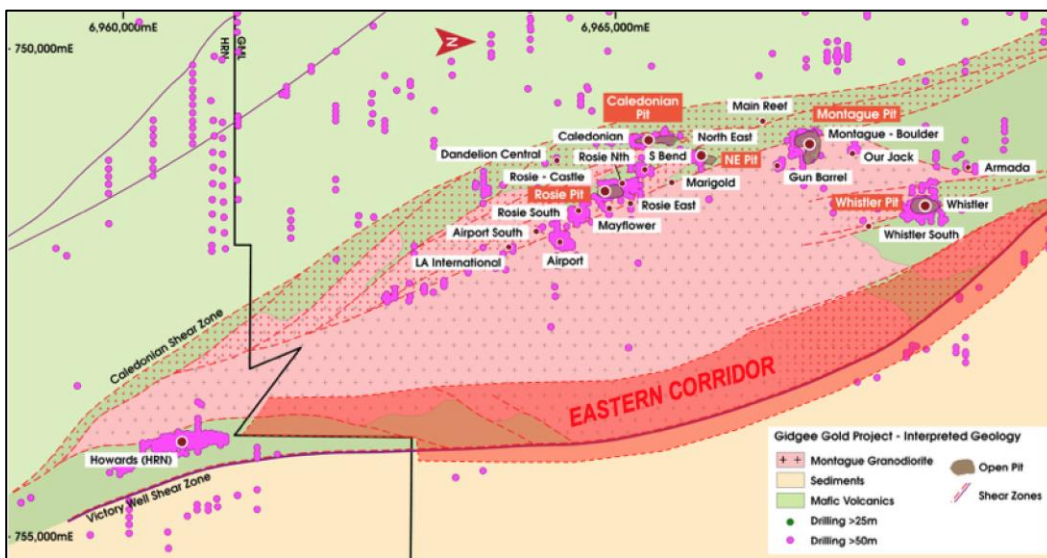 6,960,000mE
6,965,000mE
750,000mE
GML
HRN
N
Caledonian
Pit
Main Reef
Montague Pit
Caledonian
North East
Montague - Boulder
Dandelion Central
Rosie Nth
S Bend
NE Pit
Our Jack
Armada
Rosie - Castle
Gun Barrel
Rosie Pit
Marigold
Whistler Pit
Whistler
Rosie South
Rosie East
Mayflower
Whistler South
Airport South
LA International
Airport
Caledonian Shear Zone
EASTERN CORRIDOR
Howards (HRN)
Victory Well Shear Zone
755,000mE
Gidgee Gold Project - Interpreted Geology
Montague Granodiorite
Open Pit
Sediments
Mafic Volcanics
Shear Zones
Drilling >25m
Drilling >50m